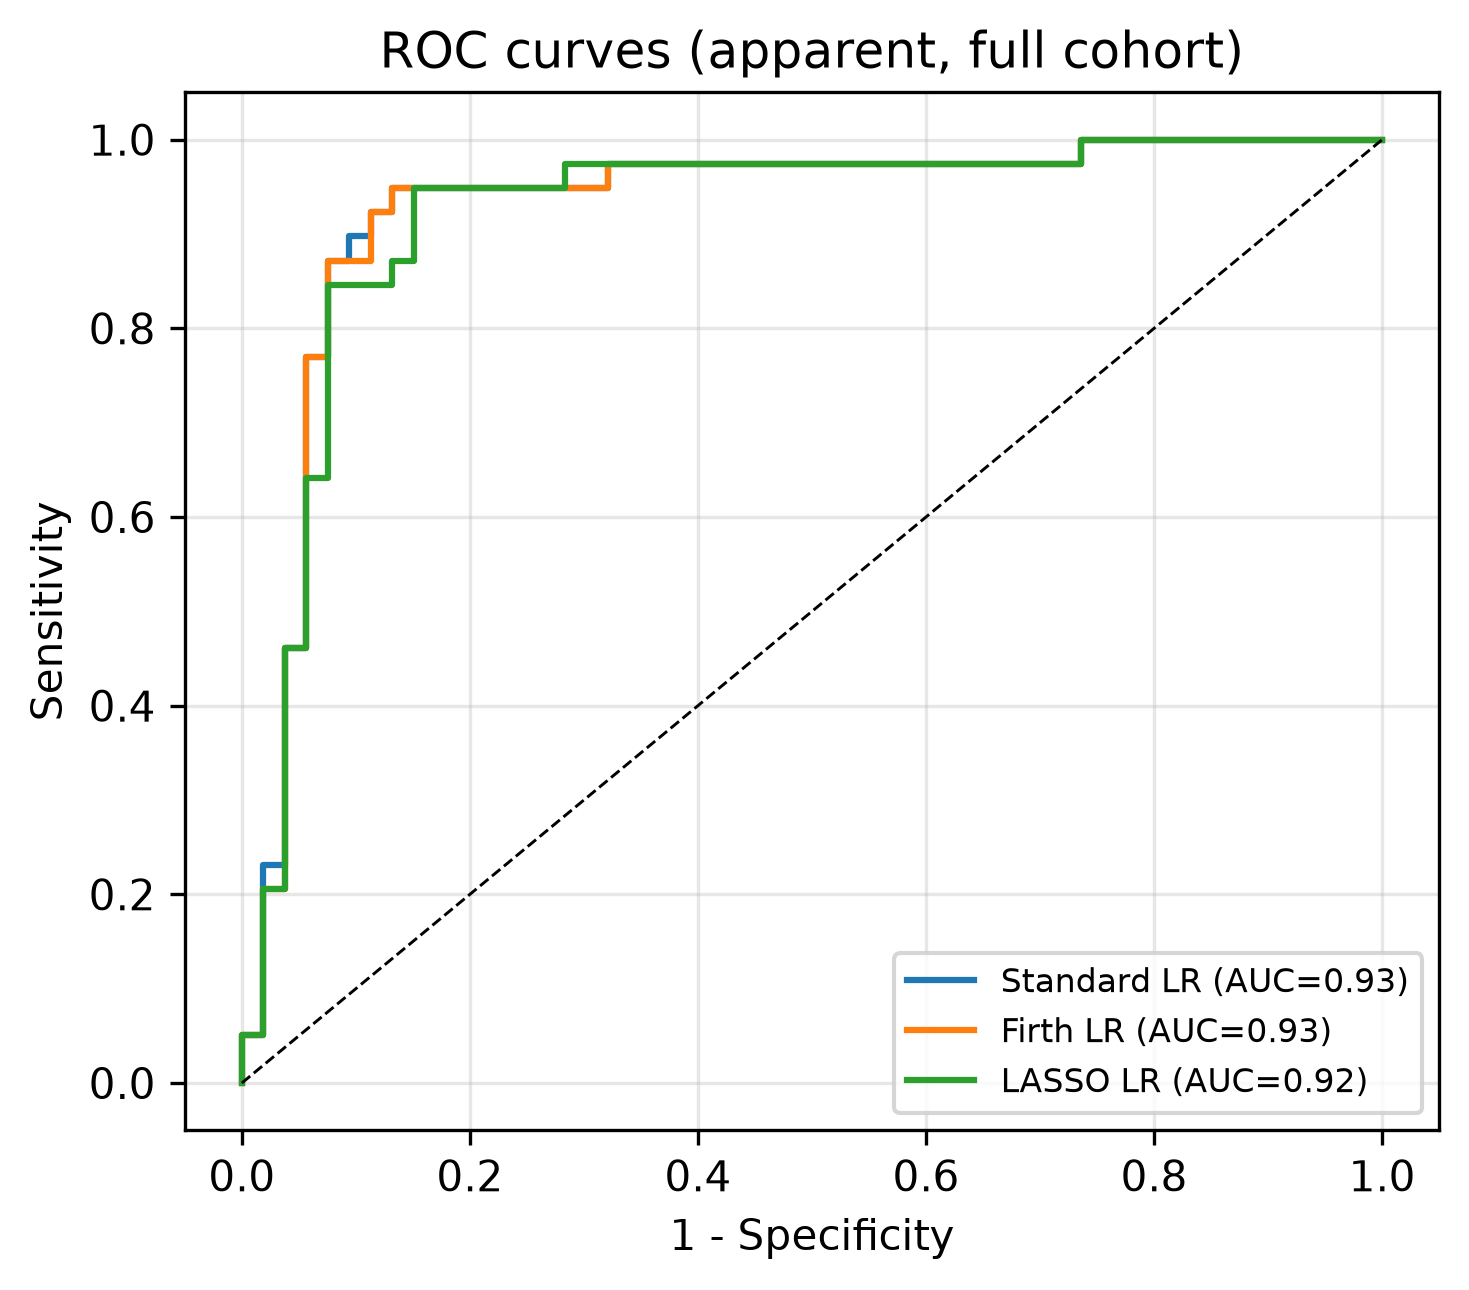 ROC curves (apparent, full cohort)
1.0
0.8
0.6
0.4
0.2
0.0
Sensitivity
Standard LR (AUC=0.93)
Firth LR (AUC=0.93)
LASSO LR (AUC=0.92)
0.0 0.2 0.4 0.6 0.8 1.0
1 - Specificity